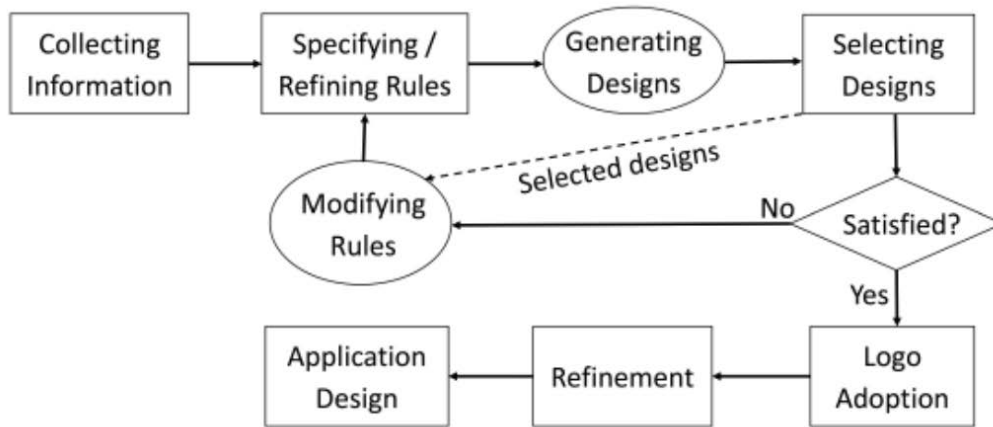 Collecting
Information
Specifying /
Refining Rules
Generating
Designs
Selecting
Designs
Selected designs
Modifying
Rules
No
Satisfied?
Yes
Application
Design
Refinement
Logo
Adoption